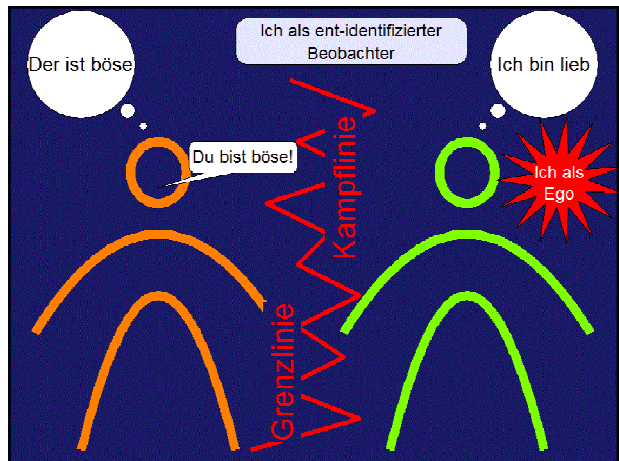 Ich als ent-identifizierter
Beobachter
Der ist böse
Ich bin lieb
Du bist böse!
Ich als
Ego
Kampflinie
Grenzlinie